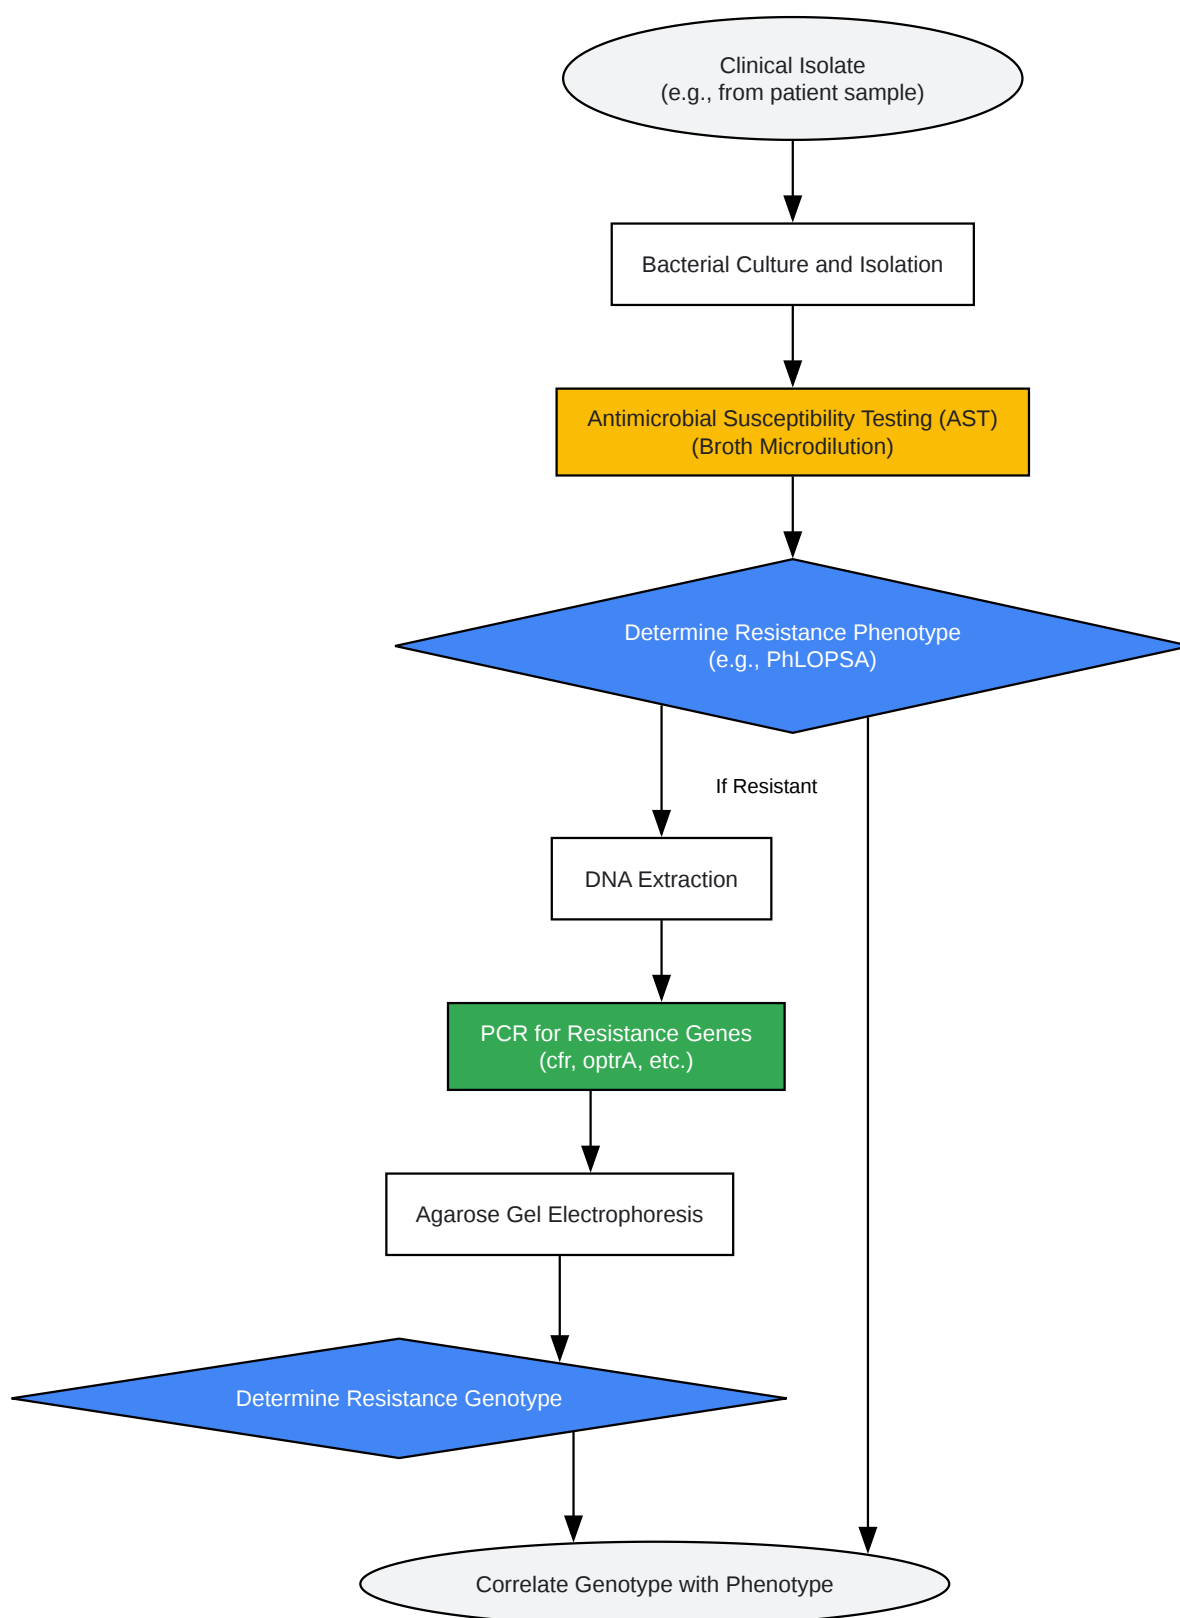 Clinical Isolate
(e.g., from patient sample)
Bacterial Culture and Isolation
Antimicrobial Susceptibility Testing (AST)
(Broth Microdilution)
Determine Resistance Phenotype
(e.g., PhLOPSA)
If Resistant
DNA Extraction
PCR for Resistance Genes
(cfr, optrA, etc.)
Agarose Gel Electrophoresis
Determine Resistance Genotype
Correlate Genotype with Phenotype